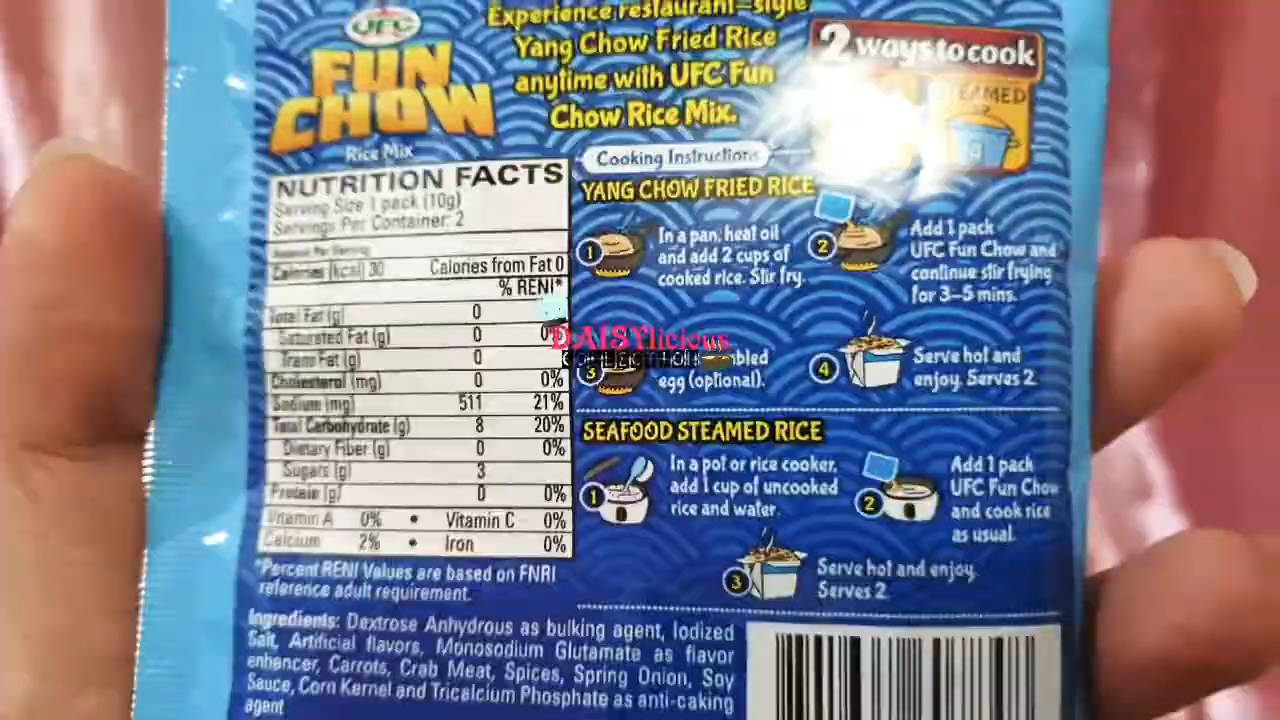 UFC
FUN
CHOW
Rice Mix
Experience restaurant-style
Yang Chow Fried Rice
anytime with UFC Fun
Chow Rice Mix.
2 ways to cook
STEAMED
NUTRITION FACTS
Serving Size 1 pack (10g)
Servings Per Container: 2
Calories (kcal) 30 Calories from Fat 0
% RENI*
Total Fat (g) 0
Saturated Fat (g) 0 0%
Trans Fat (g) 0
Cholesterol (mg) 0 0%
Sodium (mg) 511 21%
Total Carbohydrate (g) 8 20%
Dietary Fiber (g) 0 0%
Sugars (g) 3
Protein (g) 0 0%
Vitamin A 0% • Vitamin C 0%
Calcium 2% • Iron 0%
*Percent RENI Values are based on FNRI
reference adult requirement.
Ingredients: Dextrose Anhydrous as bulking agent, Iodized
Salt, Artificial flavors, Monosodium Glutamate as flavor
enhancer, Carrots, Crab Meat, Spices, Spring Onion, Soy
Sauce, Corn Kernel and Tricalcium Phosphate as anti-caking
agent
Cooking Instructions
YANG CHOW FRIED RICE
1
In a pan, heat oil
and add 2 cups of
cooked rice. Stir fry.
2
Add 1 pack
UFC Fun Chow and
continue stir frying
for 3-5 mins.
DAISYlicious
3
egg (optional).
4
Serve hot and
enjoy. Serves 2.
SEAFOOD STEAMED RICE
1
In a pot or rice cooker,
add 1 cup of uncooked
rice and water.
2
Add 1 pack
UFC Fun Chow
and cook rice
as usual.
3
Serve hot and enjoy.
Serves 2.